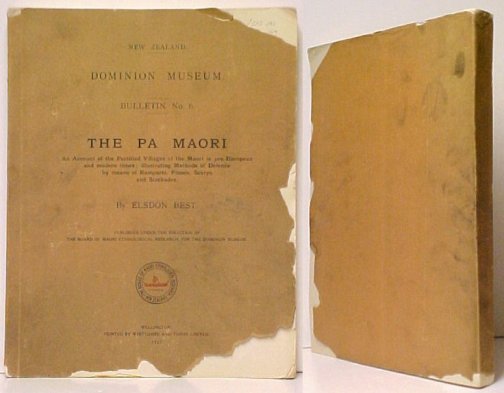 NEW ZEALAND.
DOMINION MUSEUM.
BULLETIN No. 6.
THE PA MAORI
An Account of the Fortified Villages of the Maori in pre-European
and modern times; illustrating Methods of Defence
by means of Ramparts, Fosses, Scarps
and Stockades.
By ELSDON BEST.
PUBLISHED UNDER THE DIRECTION OF
THE BOARD OF MAORI ETHNOLOGICAL RESEARCH, FOR THE DOMINION MUSEUM.
WELLINGTON
PRINTED BY WHITCOMBE AND TOMBS LIMITED